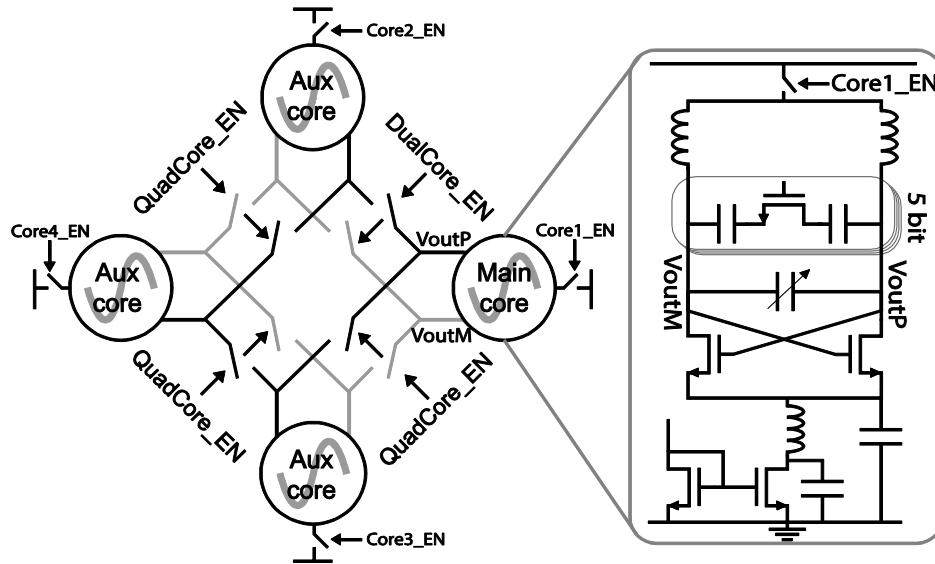 Core2_EN
Aux
core
QuadCore_EN
DualCore_EN
Core4_EN
Aux
core
VoutP
Core1_EN
Main
core
VoutM
QuadCore_EN
QuadCore_EN
Aux
core
Core3_EN
Core1_EN
5 bit
VoutM
VoutP